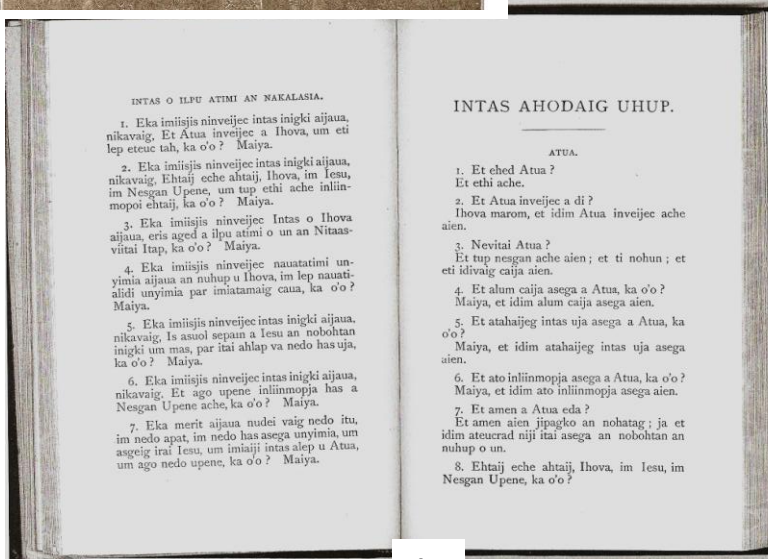 INTAS O ILPU ATIMI AN NAKALASIA.
1. Eka imiisjis ninveijec intas inigki aijaua,
nikavaig, Et Atua inveijec a Ihova, um eti
lep eteuc tah, ka o'o ? Maiya.
2. Eka imiisjis ninveijec intas inigki aijaua,
nikavaig, Ehtaij eche ahtaij, Ihova, im Iesu,
im Nesgan Upene, um tup ethi ache inliin-
mopoi ehtaij, ka o'o ? Maiya.
3. Eka imiisjis ninveijec Intas o Ihova
aijaua, eris aged a ilpu atimi o un an Nitaas-
viitai Itap, ka o'o ? Maiya.
4. Eka imiisjis ninveijec nauatatimi un-
yimia aijaua an nuhup u Ihova, im lep nauati-
alidi unyimia par imiatamaig caua, ka o'o ?
Maiya.
5. Eka imiisjis ninveijec intas inigki aijaua,
nikavaig, Is asuol sepam a Iesu an nobohtan
inigki um mas, par itai ahlap va nedo has uja,
ka o'o ? Maiya.
6. Eka imiisjis ninveijec intas inigki aijaua,
nikavaig, Et ago upene inliinmopja has a
Nesgan Upene ache, ka o'o ? Maiya.
7. Eka merit aijaua nudei vaig nedo itu,
im nedo apat, im nedo has asega unyimia, um
asgeig irai Iesu, um imiaiji intas alep u Atua,
um ago nedo upene, ka o'o ? Maiya.
INTAS AHODAIG UHUP.
ATUA.
1. Et ehed Atua ?
Et ethi ache.
2. Et Atua inveijec a di ?
Ihova marom, et idim Atua inveijec ache
aien.
3. Nevitai Atua ?
Et tup nesgan ache aien ; et ti nohun ; et
eti idivaig caija aien.
4. Et alum caija asega a Atua, ka o'o ?
Maiya, et idim alum caija asega aien.
5. Et atahaijeg intas uja asega a Atua, ka
o'o ?
Maiya, et idim atahaijeg intas uja asega
aien.
6. Et ato inliinmopja asega a Atua, ka o'o ?
Maiya, et idim ato inliinmopja asega aien.
7. Et amen a Atua eda ?
Et amen aien jipagko an nohatag ; ja et
idim ateucrad niji itai asega an nobohtan an
nuhup o un.
8. Ehtaij eche ahtaij, Ihova, im Iesu, im
Nesgan Upene, ka o'o ?